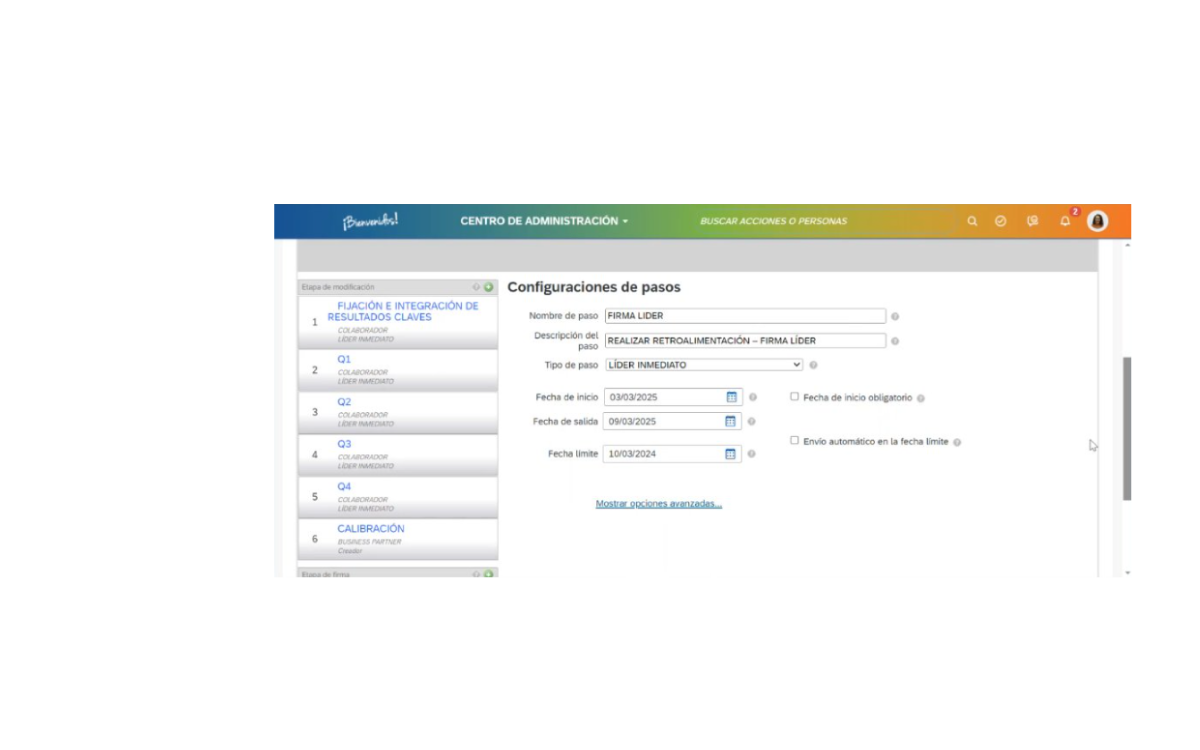 ¡Bienvenidos!
CENTRO DE ADMINISTRACIÓN
BUSCAR ACCIONES O PERSONAS
2
Etapa de modificación
1
FIJACIÓN E INTEGRACIÓN DE
RESULTADOS CLAVES
COLABORADOR
LÍDER INMEDIATO
2
Q1
COLABORADOR
LÍDER INMEDIATO
3
Q2
COLABORADOR
LÍDER INMEDIATO
4
Q3
COLABORADOR
LÍDER INMEDIATO
5
Q4
COLABORADOR
LÍDER INMEDIATO
6
CALIBRACIÓN
BUSINESS PARTNER
Creador
Etapa de firma
Configuraciones de pasos
Nombre de paso FIRMA LIDER
Descripción del
paso REALIZAR RETROALIMENTACIÓN – FIRMA LÍDER
Tipo de paso LÍDER INMEDIATO
Fecha de inicio 03/03/2025 Fecha de inicio obligatorio
Fecha de salida 09/03/2025
Envío automático en la fecha límite
Fecha límite 10/03/2024
Mostrar opciones avanzadas...